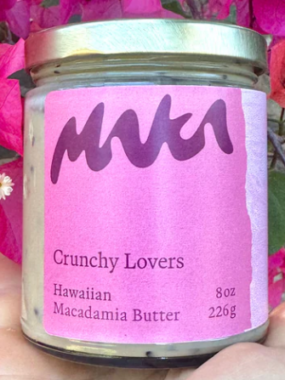 MAKA
Crunchy Lovers
Hawaiian 8oz
Macadamia Butter 226g